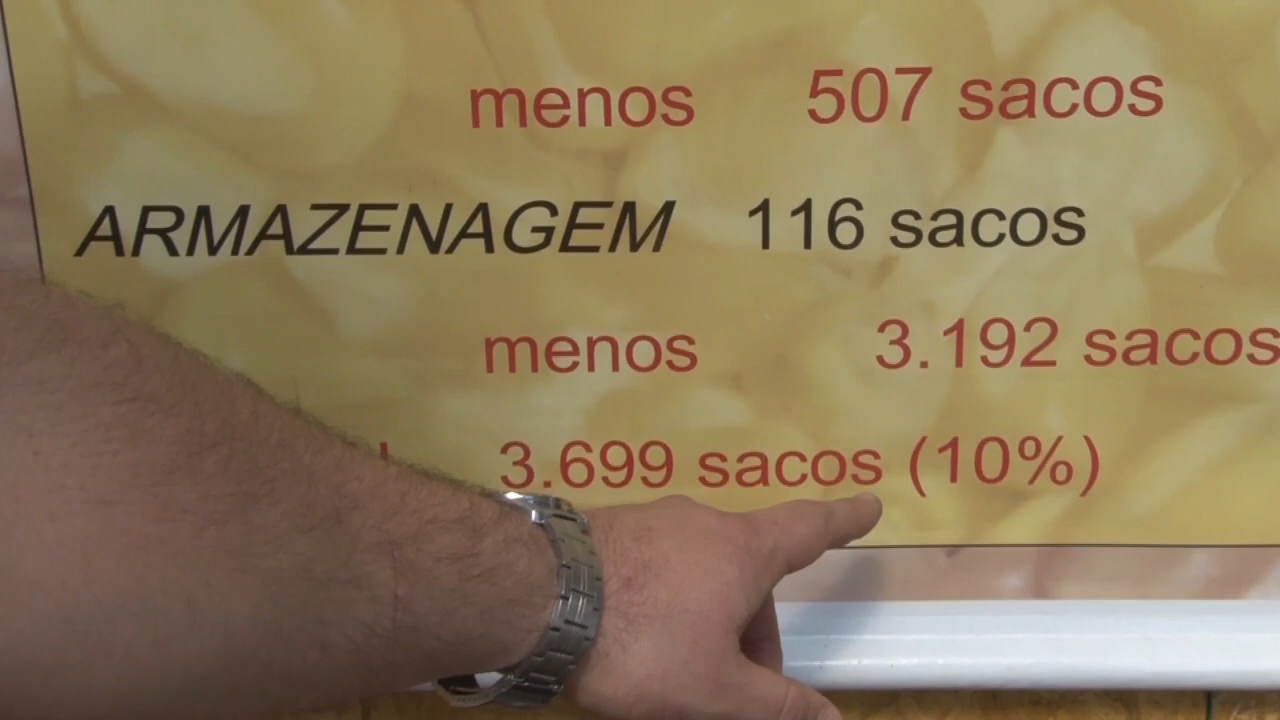 menos 507 sacos
ARMAZENAGEM 116 sacos
menos 3.192 sacos
3.699 sacos (10%)